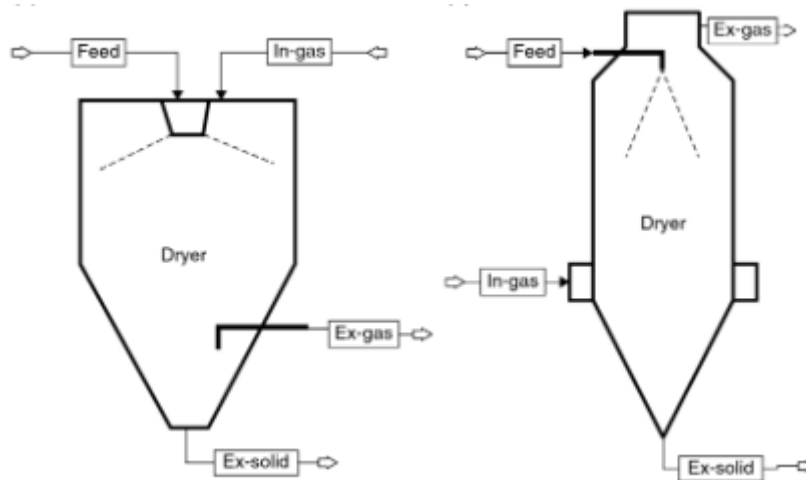 Feed
In-gas
Dryer
Ex-gas
Ex-solid
Feed
Ex-gas
Dryer
In-gas
Ex-solid